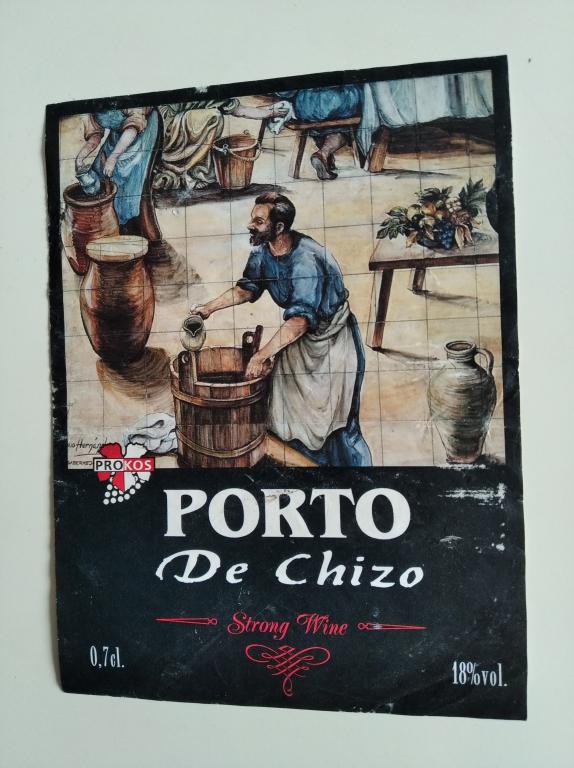 PROKOS
PORTO
De Chizo
Strong Wine
0,7cl.
18%vol.